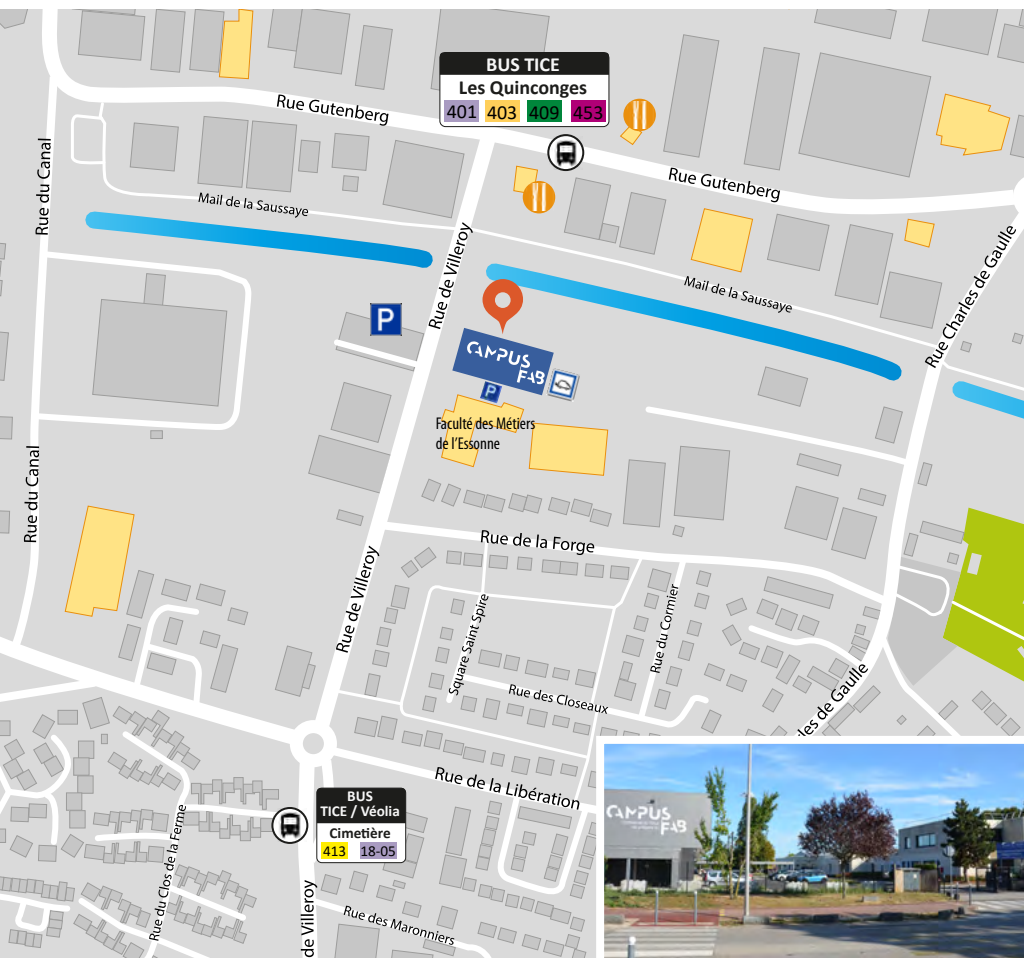 BUS TICE
Les Quinconges
401 403 409 453
Rue Gutenberg
Rue Gutenberg
Rue du Canal
Mail de la Saussaye
Rue de Villeroy
Mail de la Saussaye
Rue Charles de Gaulle
P
CAMPUS
FAB
P
Faculté des Métiers
de l'Essonne
Rue du Canal
Rue de la Forge
Rue de Villeroy
Square Saint Spire
Rue du Cormier
Rue des Closeaux
les de Gaulle
Rue de la Libération
BUS
TICE / Véolia
Cimetière
413 18-05
Rue du Clos de la Ferme
de Villeroy
Rue des Maronniers
CAMPUS
FAB